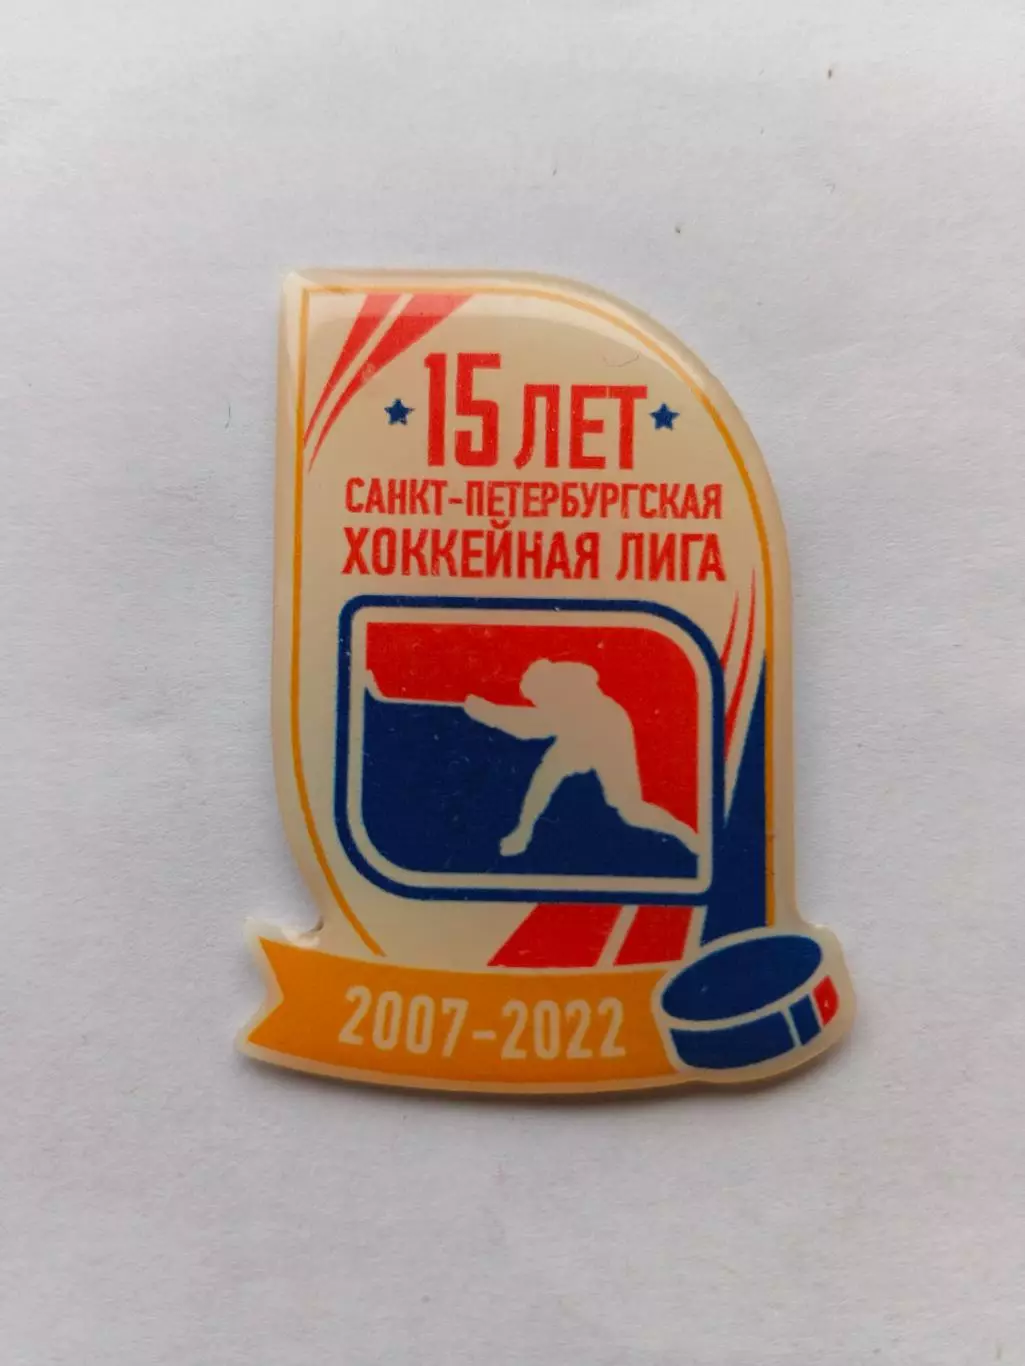 15 ЛЕТ
САНКТ-ПЕТЕРБУРГСКАЯ
ХОККЕЙНАЯ ЛИГА
2007-2022